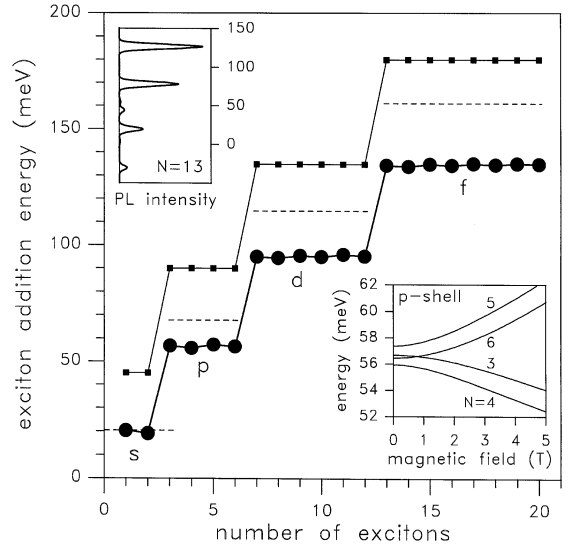 200
150
100
50
0
exciton addition energy (meV)
0
5
10
15
20
number of excitons
s
p
d
f
150
100
50
0
N=13
PL intensity
p-shell
5
6
3
N=4
62
60
58
56
54
52
energy (meV)
0
1
2
3
4
5
magnetic field (T)